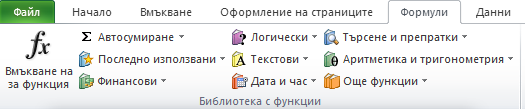 Файл Начало Вмъкване Оформление на страниците Формули Данни
Σ Автосумиране Логически Търсене и препратки
fx Последно използвани Текстови Аритметика и тригонометрия
Вмъкване на за функция Финансови Дата и час Още функции
Библиотека с функции